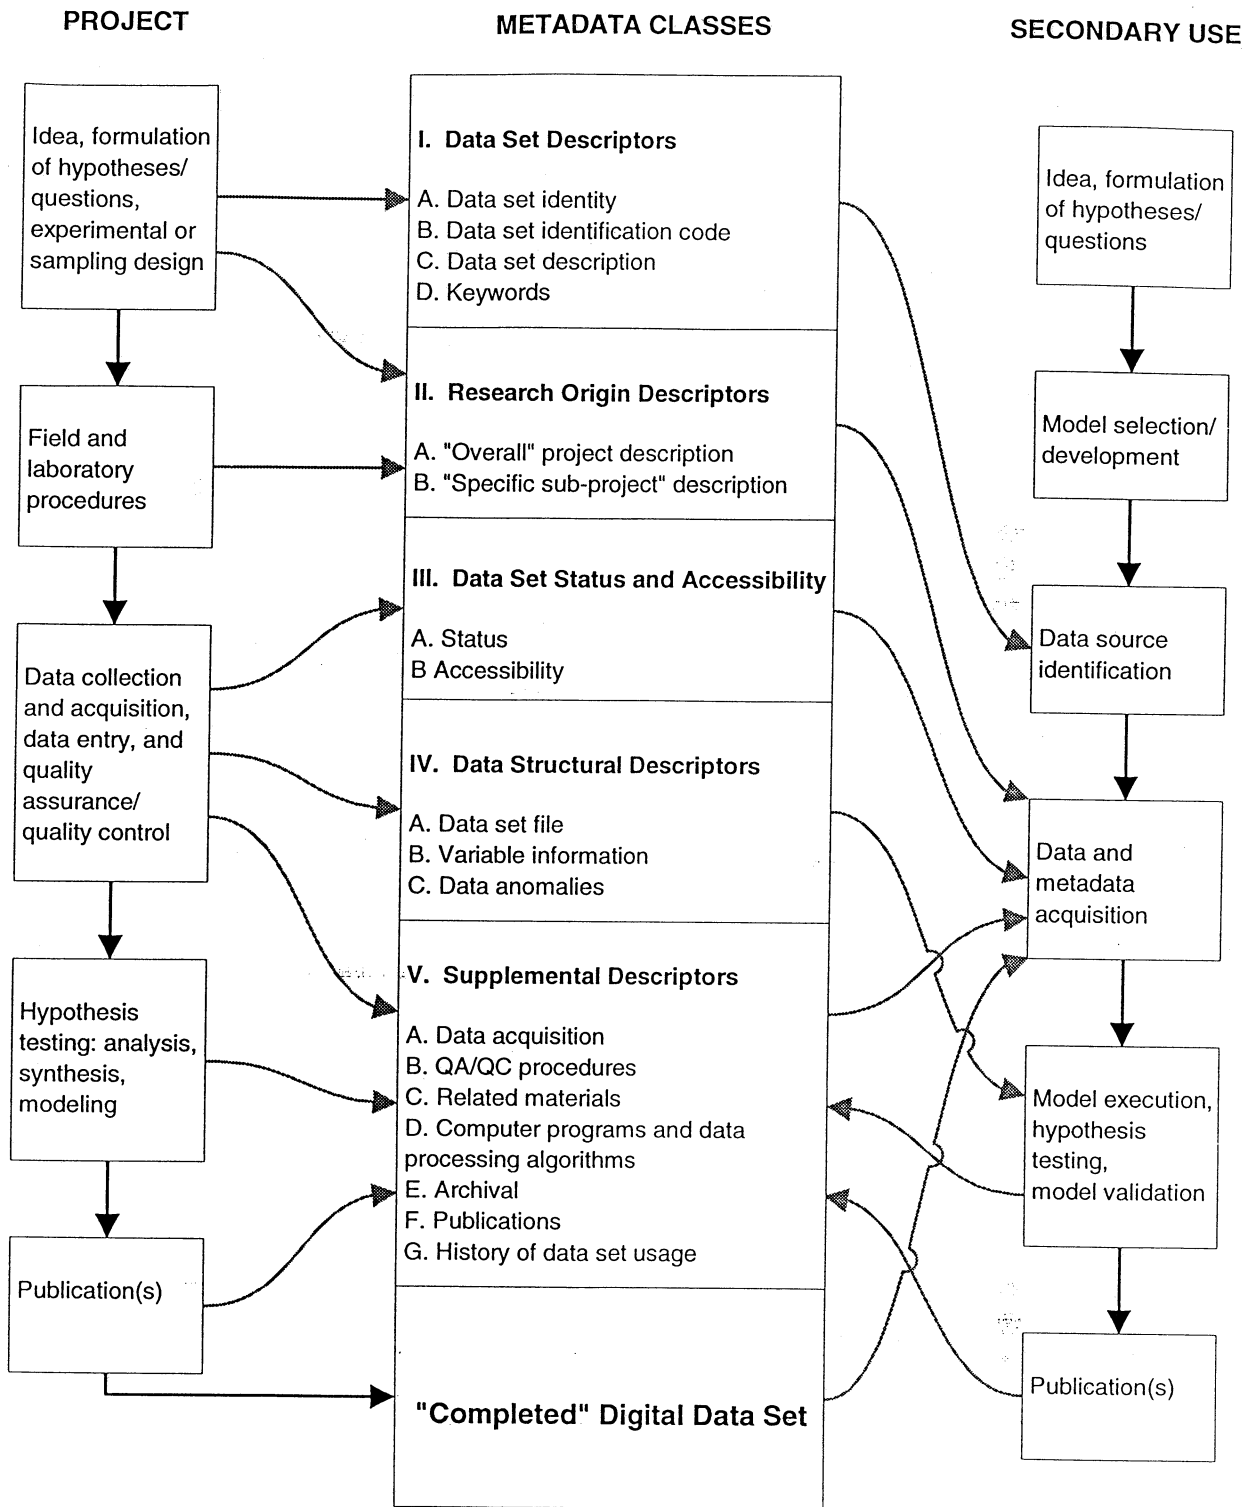 PROJECT
Idea, formulation
of hypotheses/
questions,
experimental or
sampling design
Field and
laboratory
procedures
Data collection
and acquisition,
data entry, and
quality
assurance/
quality control
Hypothesis
testing: analysis,
synthesis,
modeling
Publication(s)
METADATA CLASSES
I. Data Set Descriptors
A. Data set identity
B. Data set identification code
C. Data set description
D. Keywords
II. Research Origin Descriptors
A. "Overall" project description
B. "Specific sub-project" description
III. Data Set Status and Accessibility
A. Status
B Accessibility
IV. Data Structural Descriptors
A. Data set file
B. Variable information
C. Data anomalies
V. Supplemental Descriptors
A. Data acquisition
B. QA/QC procedures
C. Related materials
D. Computer programs and data
processing algorithms
E. Archival
F. Publications
G. History of data set usage
"Completed" Digital Data Set
SECONDARY USE
Idea, formulation
of hypotheses/
questions
Model selection/
development
Data source
identification
Data and
metadata
acquisition
Model execution,
hypothesis
testing,
model validation
Publication(s)